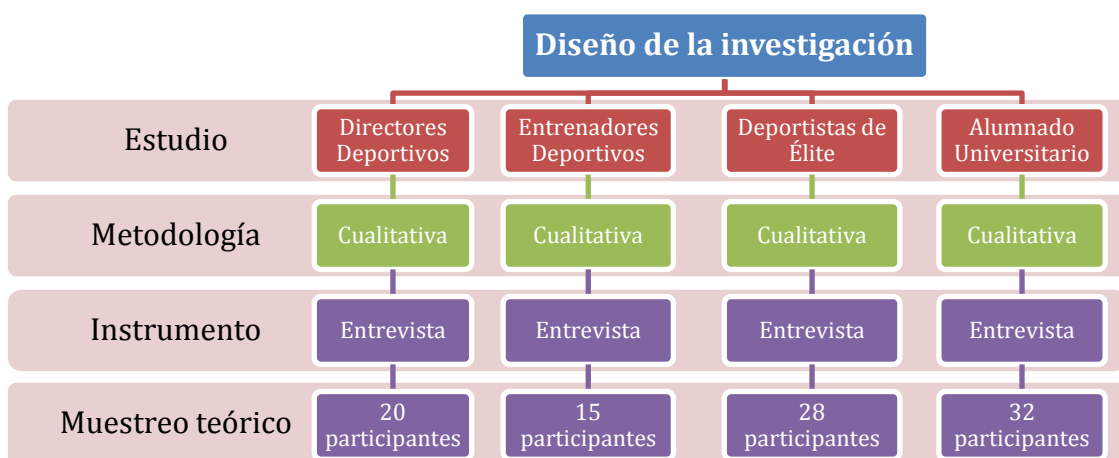 Diseño de la investigación
Estudio
Directores
Deportivos
Entrenadores
Deportivos
Deportistas de
Élite
Alumnado
Universitario
Metodología
Cualitativa
Cualitativa
Cualitativa
Cualitativa
Instrumento
Entrevista
Entrevista
Entrevista
Entrevista
Muestreo teórico
20
participantes
15
participantes
28
participantes
32
participantes